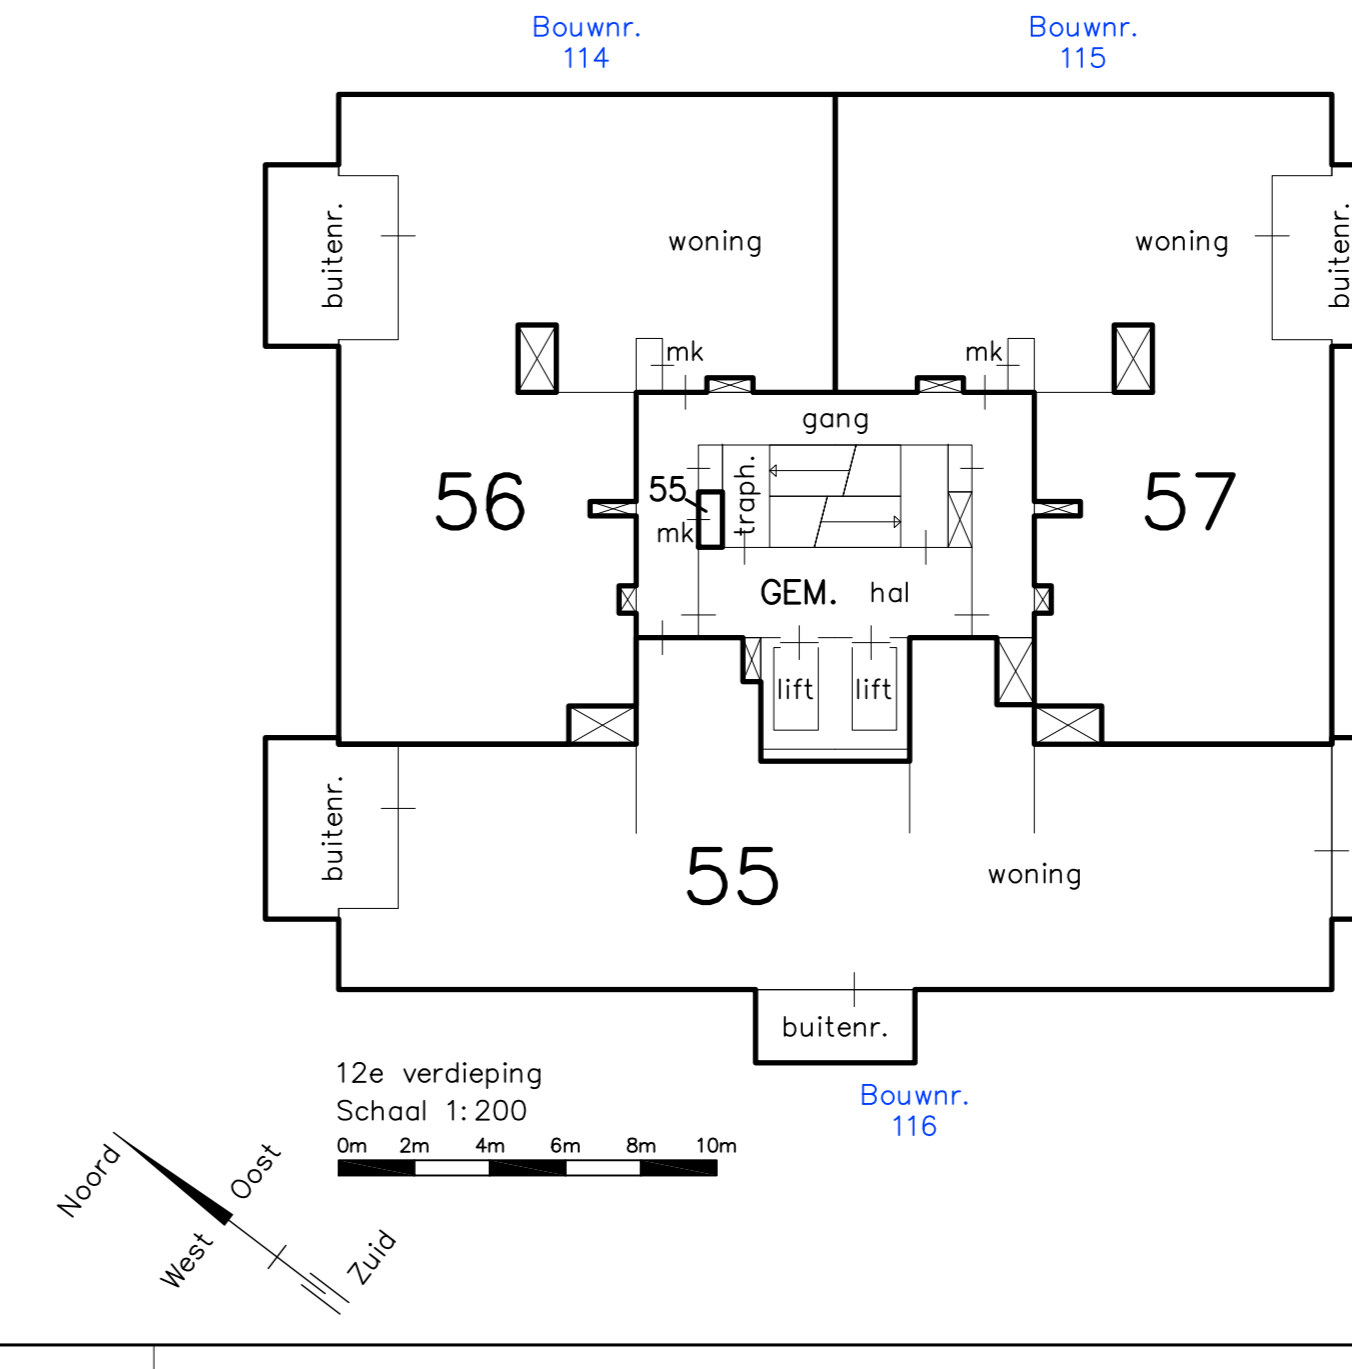 Bouwnr.
114
Bouwnr.
115
buitenr.
woning
woning
buitenr.
mk
mk
gang
56
55
mk
traph.
57
GEM. hal
lift
lift
buitenr.
55
woning
buitenr.
12e verdieping
Schaal 1:200
0m 2m 4m 6m 8m 10m
Bouwnr.
116
Noord
Oost
West
Zuid